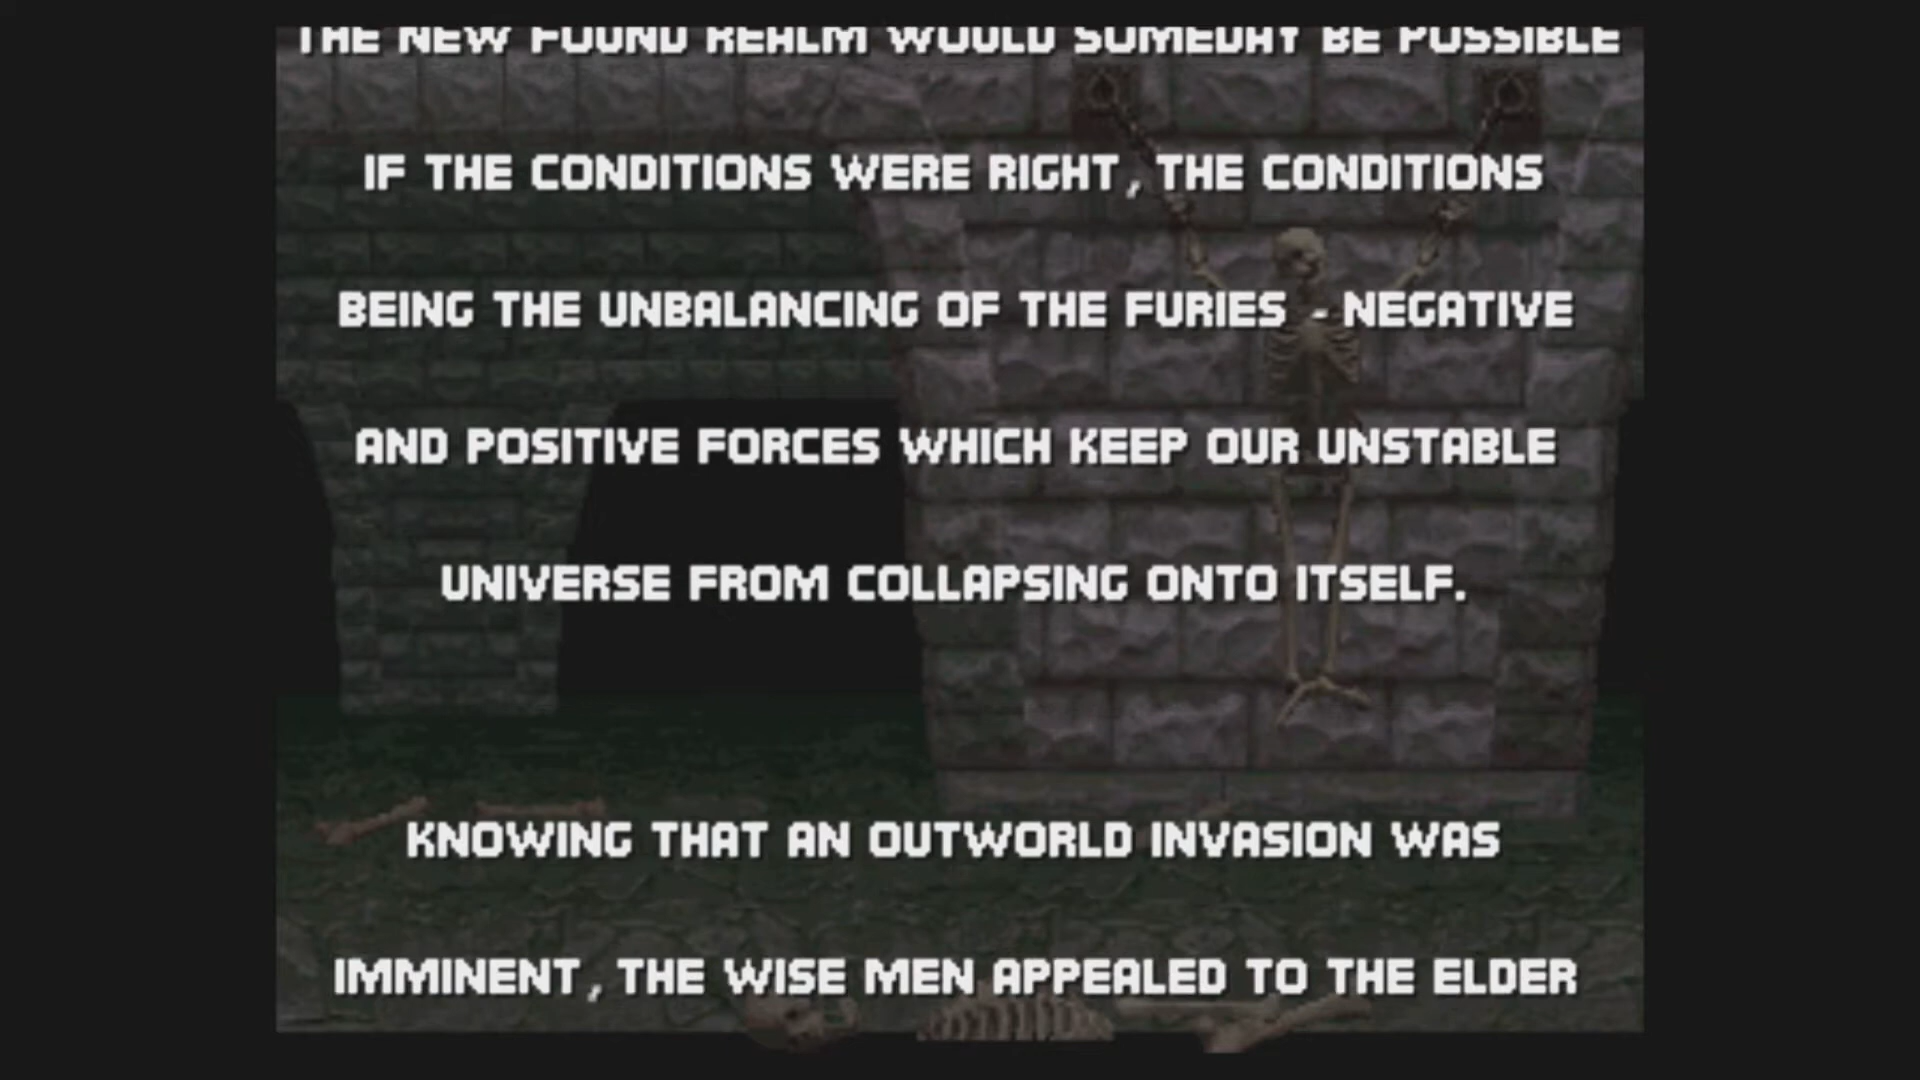 THE NEW FOUND REALM WOULD SOMEDAY BE POSSIBLE
IF THE CONDITIONS WERE RIGHT, THE CONDITIONS
BEING THE UNBALANCING OF THE FURIES - NEGATIVE
AND POSITIVE FORCES WHICH KEEP OUR UNSTABLE
UNIVERSE FROM COLLAPSING ONTO ITSELF.
KNOWING THAT AN OUTWORLD INVASION WAS
IMMINENT, THE WISE MEN APPEALED TO THE ELDER